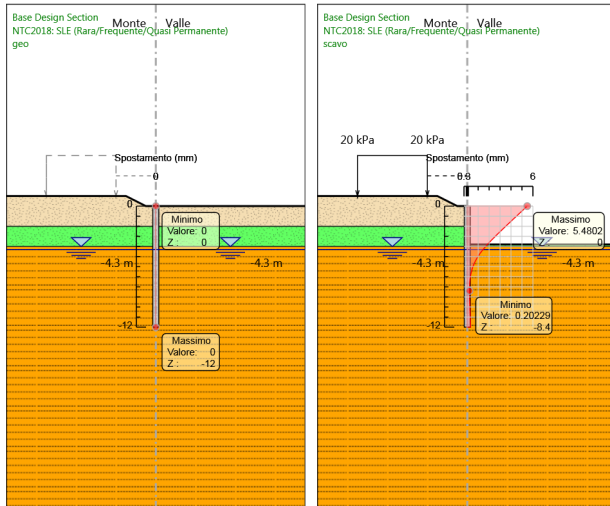 Base Design Section
Monte Valle
NTC2018: SLE (Rara/Frequente/Quasi Permanente)
geo
Spostamento (mm)
0
0
Minimo
Valore: 0
Z : 0
-4.3 m
-4.3 m
-12
Massimo
Valore: 0
Z : -12
Base Design Section
Monte Valle
NTC2018: SLE (Rara/Frequente/Quasi Permanente)
scavo
20 kPa
20 kPa
Spostamento (mm)
6
0
Massimo
Valore: 5.4802
Z : 0
-4.3 m
-4.3 m
Minimo
Valore: 0.20229
Z : -8.4
-12